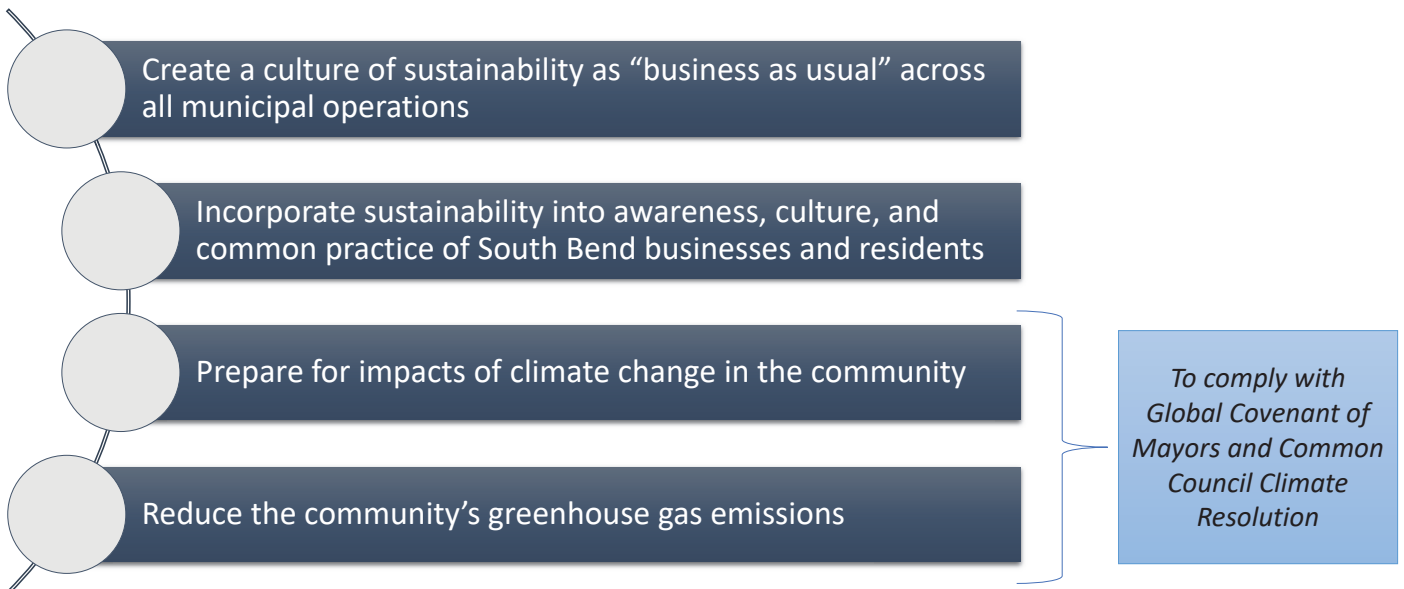 Create a culture of sustainability as “business as usual” across
all municipal operations
Incorporate sustainability into awareness, culture, and
common practice of South Bend businesses and residents
Prepare for impacts of climate change in the community
Reduce the community’s greenhouse gas emissions
To comply with
Global Covenant of
Mayors and Common
Council Climate
Resolution